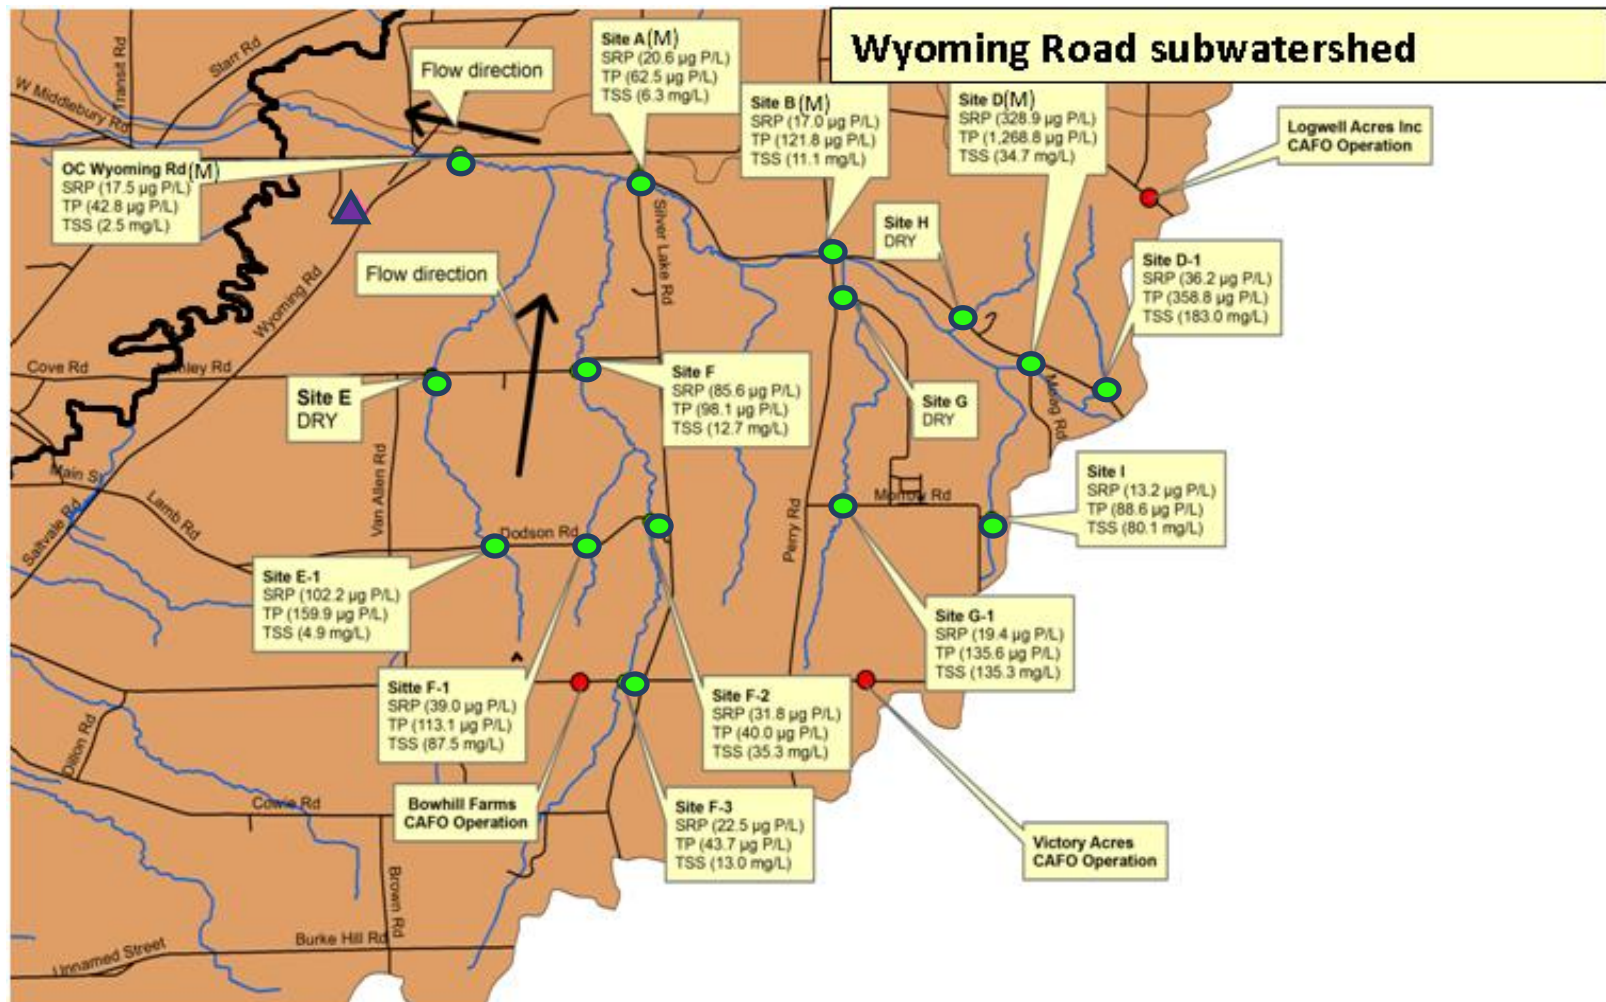 Wyoming Road subwatershed
Transit Rd
Starr Rd
W Middlebury Rd
Flow direction
Site A(M)
SRP (20.6 µg P/L)
TP (62.5 µg P/L)
TSS (6.3 mg/L)
Site B (M)
SRP (17.0 µg P/L)
TP (121.8 µg P/L)
TSS (11.1 mg/L)
Site D(M)
SRP (328.9 µg P/L)
TP (1,268.8 µg P/L)
TSS (34.7 mg/L)
Logwell Acres Inc
CAFO Operation
OC Wyoming Rd(M)
SRP (17.5 µg P/L)
TP (42.8 µg P/L)
TSS (2.5 mg/L)
Silver Lake Rd
Site H
DRY
Site D-1
SRP (36.2 µg P/L)
TP (358.8 µg P/L)
TSS (183.0 mg/L)
Flow direction
Wyoming Rd
Cove Rd
Rd
Site E
DRY
Site F
SRP (85.6 µg P/L)
TP (98.1 µg P/L)
TSS (12.7 mg/L)
Site G
DRY
Rd
Main St
Lamb Rd
Saltvale Rd
Van Allen Rd
Dodson Rd
Perry Rd
Morrow Rd
Site I
SRP (13.2 µg P/L)
TP (88.6 µg P/L)
TSS (80.1 mg/L)
Site E-1
SRP (102.2 µg P/L)
TP (159.9 µg P/L)
TSS (4.9 mg/L)
Site G-1
SRP (19.4 µg P/L)
TP (135.6 µg P/L)
TSS (135.3 mg/L)
Sitte F-1
SRP (39.0 µg P/L)
TP (113.1 µg P/L)
TSS (87.5 mg/L)
Site F-2
SRP (31.8 µg P/L)
TP (40.0 µg P/L)
TSS (35.3 mg/L)
Dillon Rd
Cowie Rd
Bowhill Farms
CAFO Operation
Site F-3
SRP (22.5 µg P/L)
TP (43.7 µg P/L)
TSS (13.0 mg/L)
Victory Acres
CAFO Operation
Brown Rd
Burke Hill Rd
Unnamed Street